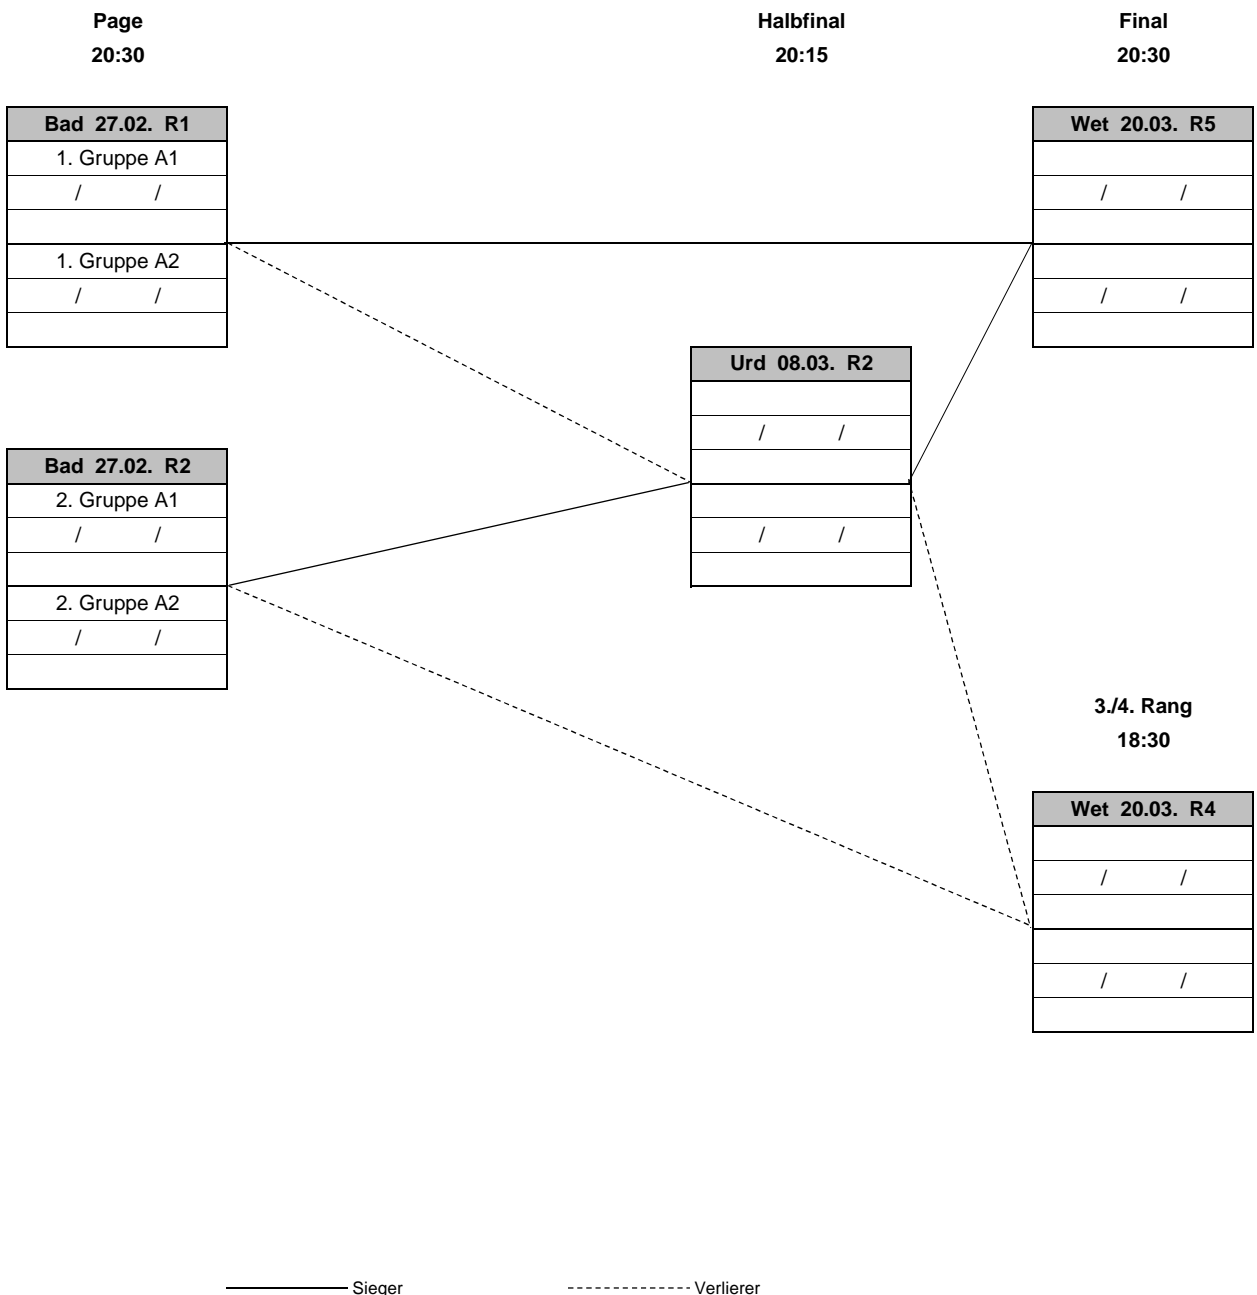 Page
20:30
Halbfinal
20:15
Final
20:30
Bad 27.02. R1
1. Gruppe A1
/ /
1. Gruppe A2
/ /
Wet 20.03. R5
/ /
/ /
Urd 08.03. R2
/ /
/ /
Bad 27.02. R2
2. Gruppe A1
/ /
2. Gruppe A2
/ /
3./4. Rang
18:30
Wet 20.03. R4
/ /
/ /
Sieger
Verlierer